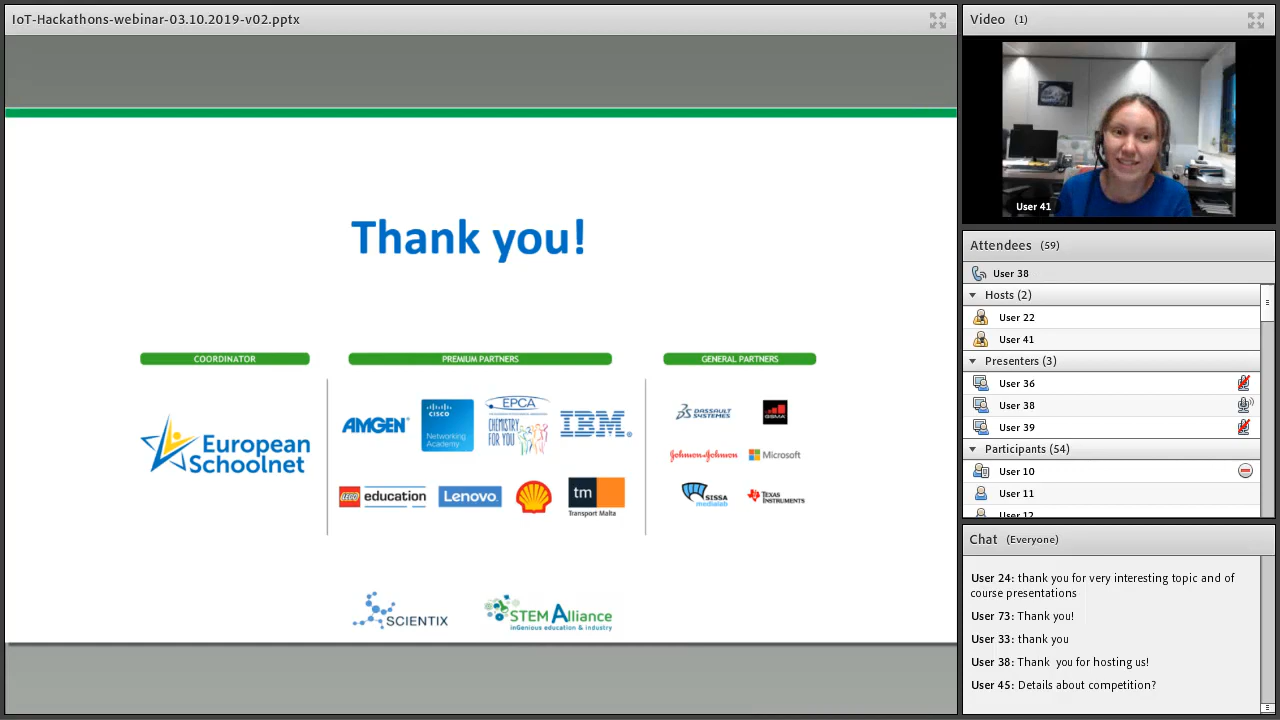 IoT-Hackathons-webinar-03.10.2019-v02.pptx
Thank you!
COORDINATOR
PREMIUM PARTNERS
GENERAL PARTNERS
European
Schoolnet
AMGEN®
CISCO
Networking
Academy
EPCA
CHEMISTRY
FOR YOU
IBM®
LEGO education
Lenovo
tm
Transport Malta
DASSAULT
SYSTEMES
GSMA
Johnson & Johnson
Microsoft
SISSA
medialab
TEXAS
INSTRUMENTS
SCIENTIX
STEM Alliance
inGenious education & industry
Video (1)
User 41
Attendees (59)
User 38
Hosts (2)
User 22
User 41
Presenters (3)
User 36
User 38
User 39
Participants (54)
User 10
User 11
User 12
Chat (Everyone)
User 24: thank you for very interesting topic and of
course presentations
User 73: Thank you!
User 33: thank you
User 38: Thank you for hosting us!
User 45: Details about competition?